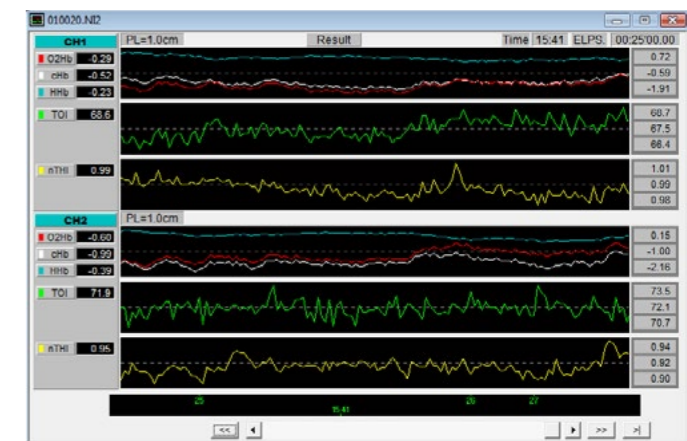 010020.NI2
CH1 PL=1.0cm Result Time 15:41 ELPS. 00:25'00.00
O2Hb -0.29 0.72
cHb -0.52 -0.59
HHb -0.23 -1.91
TOI 68.6 68.7
67.5
66.4
nTHI 0.99 1.01
0.99
0.98
CH2 PL=1.0cm
O2Hb -0.60 0.15
cHb -0.99 -1.00
HHb -0.39 -2.16
TOI 71.9 73.5
72.1
70.7
nTHI 0.95 0.94
0.92
0.90
25 26 27
15:41
<< >> >|